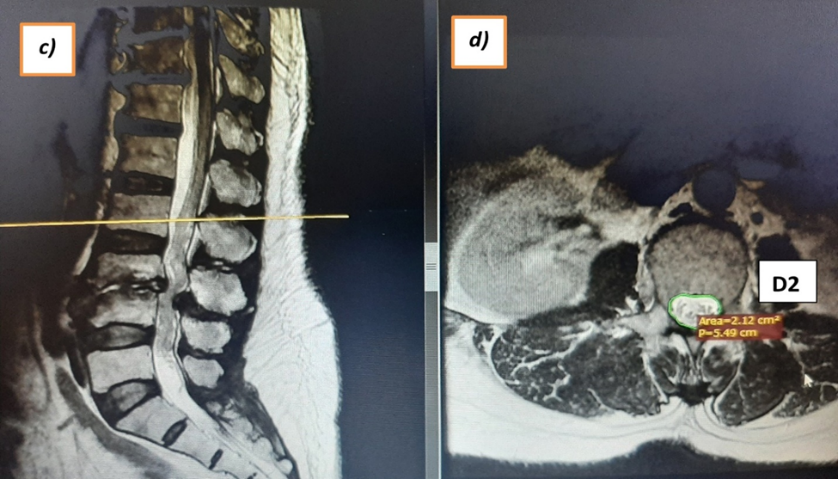 c)
d)
D2
Area=2.12 cm²
P=5.49 cm